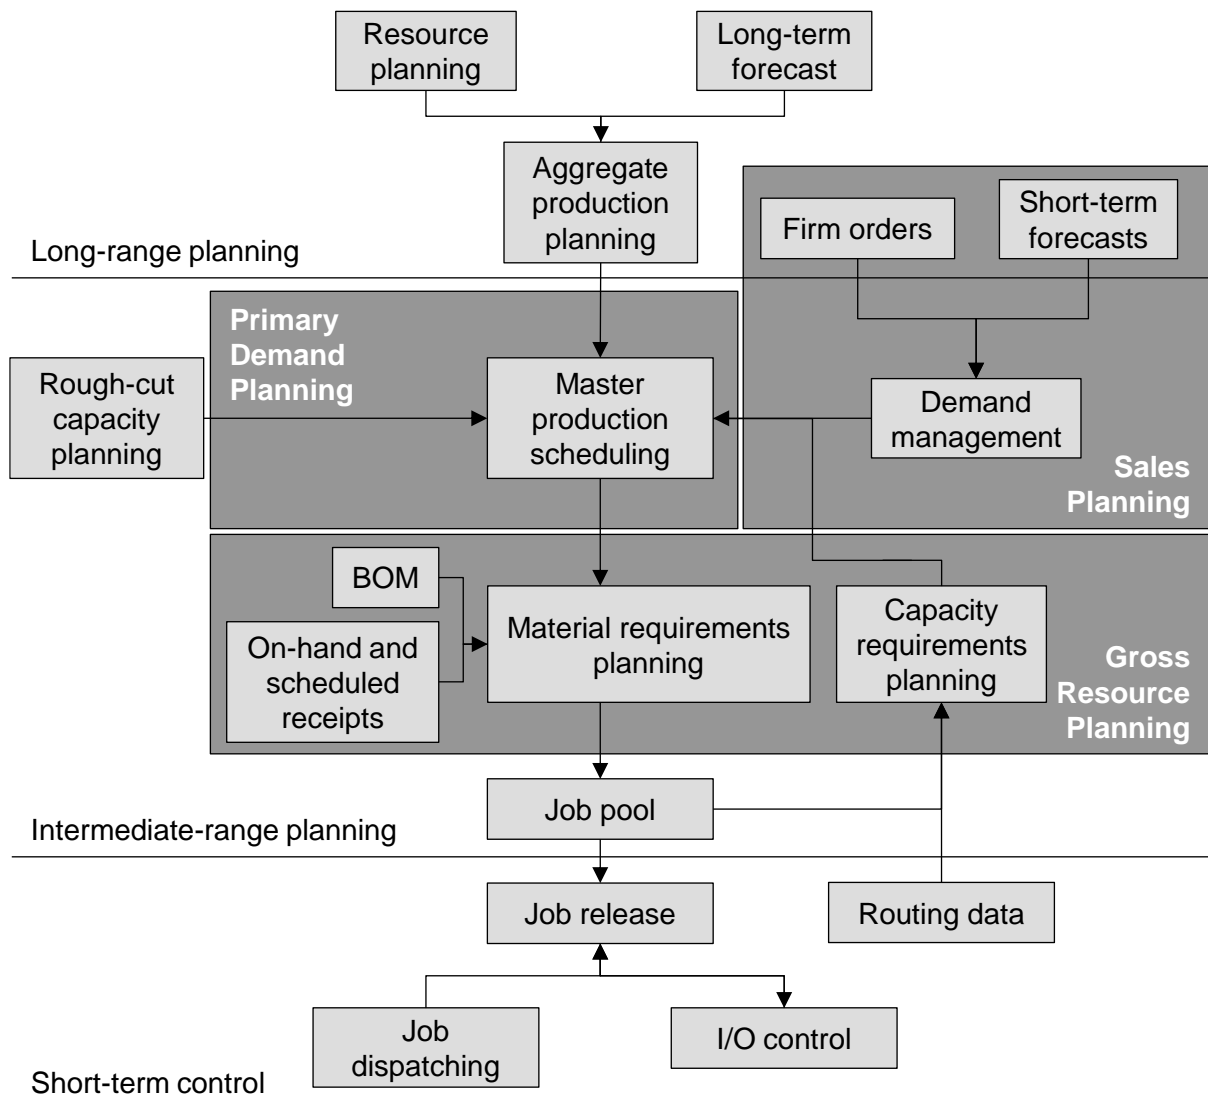 Resource
planning
Long-term
forecast
Aggregate
production
planning
Firm orders
Short-term
forecasts
Long-range planning
Primary
Demand
Planning
Rough-cut
capacity
planning
Master
production
scheduling
Demand
management
Sales
Planning
BOM
On-hand and
scheduled
receipts
Material requirements
planning
Capacity
requirements
planning
Gross
Resource
Planning
Job pool
Intermediate-range planning
Job release
Routing data
Job
dispatching
I/O control
Short-term control